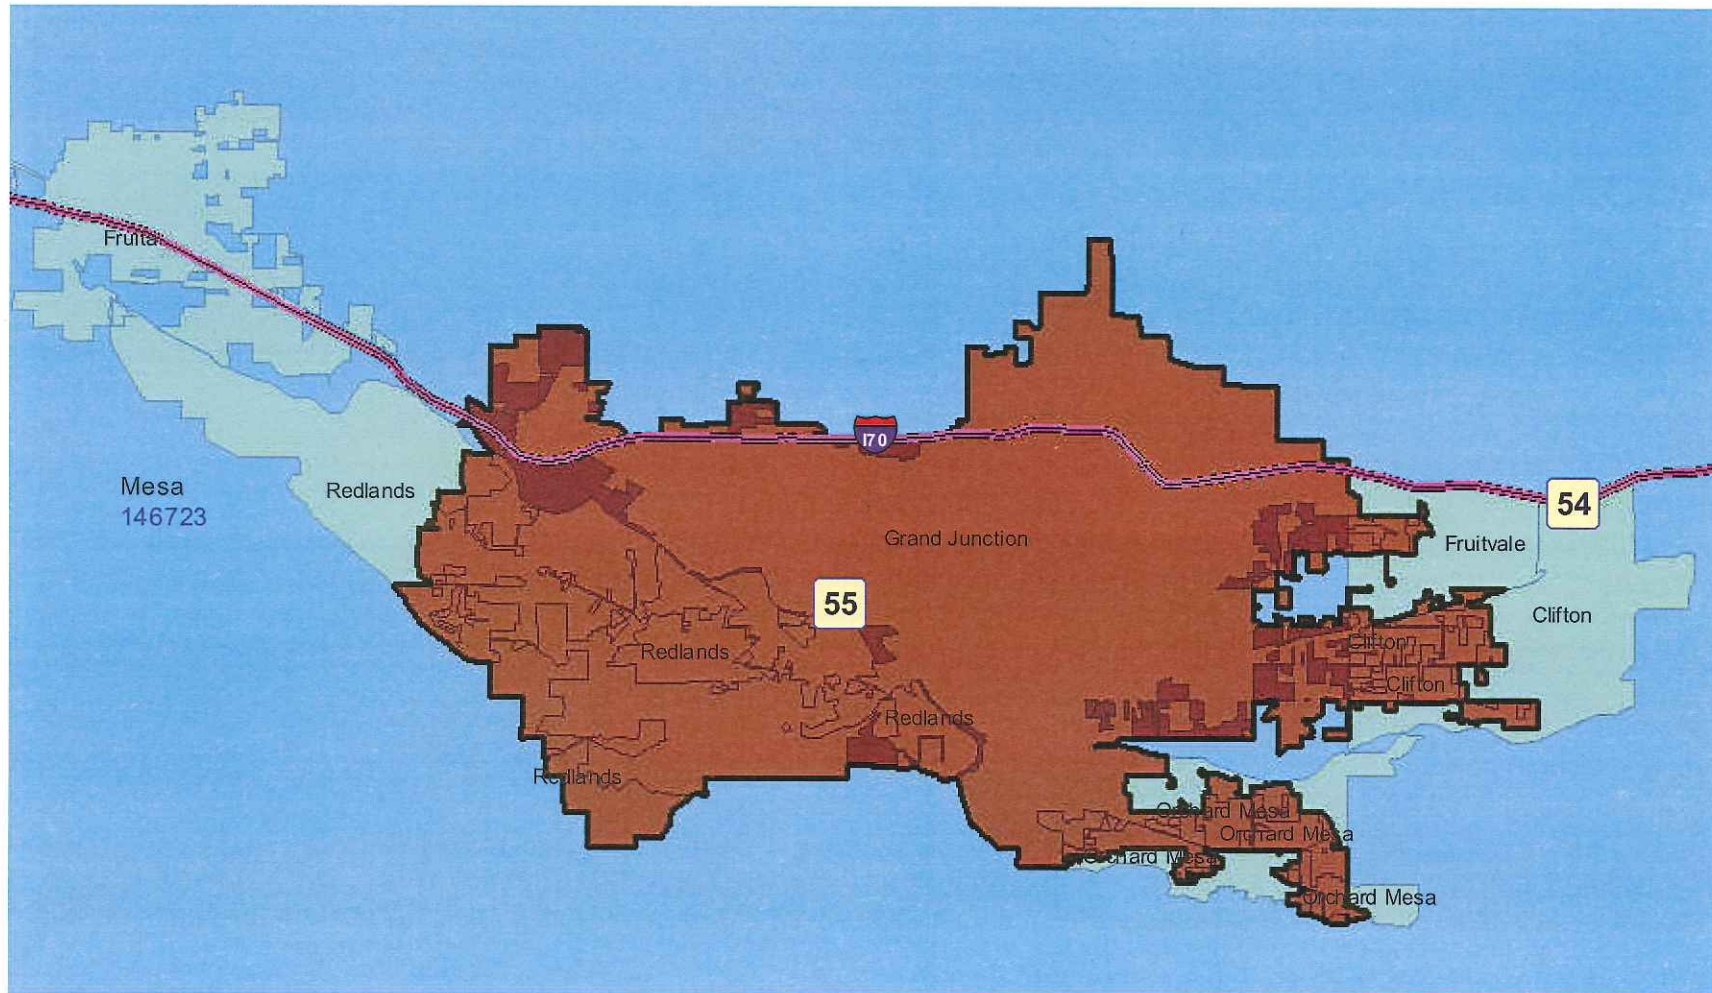 Fruita
I70
Mesa
146723
Redlands
54
Grand Junction
Fruitvale
55
Clifton
Redlands
Clifton
Clifton
Redlands
Redlands
Orchard Mesa
Orchard Mesa
Orchard Mesa
Orchard Mesa